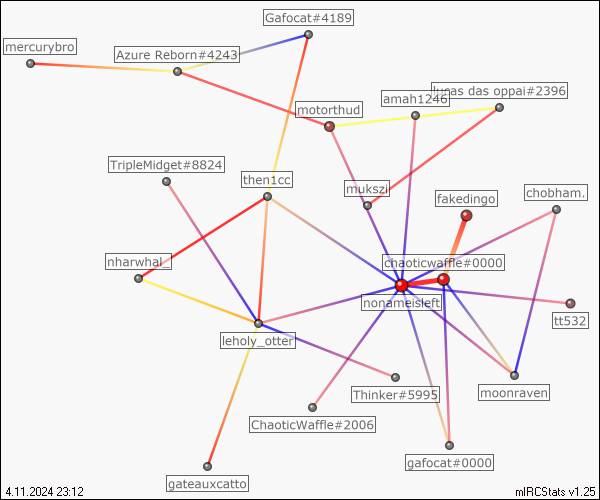 Gafocat#4189
mercurybro
Azure Reborn#4243
lucas das oppai#2396
amah1246
motorthud
TripleMidget#8824
then1cc
mukszi
fakedingo
chobham.
nharwhal_
chaoticwaffle#0000
nonameisleft
tt532
leholy_otter
Thinker#5995
moonraven
ChaoticWaffle#2006
gafocat#0000
gateauxcatto
4.11.2024 23:12
mIRCStats v1.25